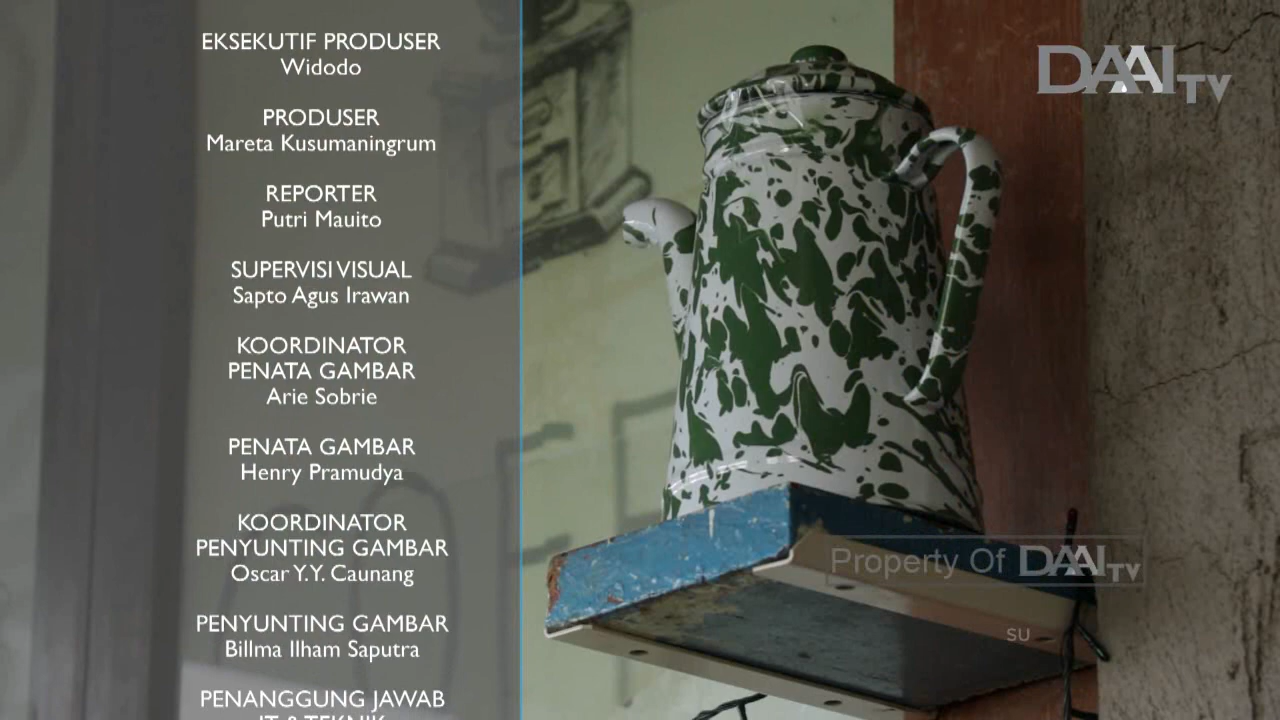 EKSEKUTIF PRODUSER
Widodo
PRODUSER
Mareta Kusumaningrum
REPORTER
Putri Mauito
SUPERVISI VISUAL
Sapto Agus Irawan
KOORDINATOR
PENATA GAMBAR
Arie Sobrie
PENATA GAMBAR
Henry Pramudya
KOORDINATOR
PENYUNTING GAMBAR
Oscar Y.Y. Caunang
PENYUNTING GAMBAR
Billma Ilham Saputra
PENANGGUNG JAWAB
IT & TEKNIK
DAAI TV
Property Of DAAI TV
SU